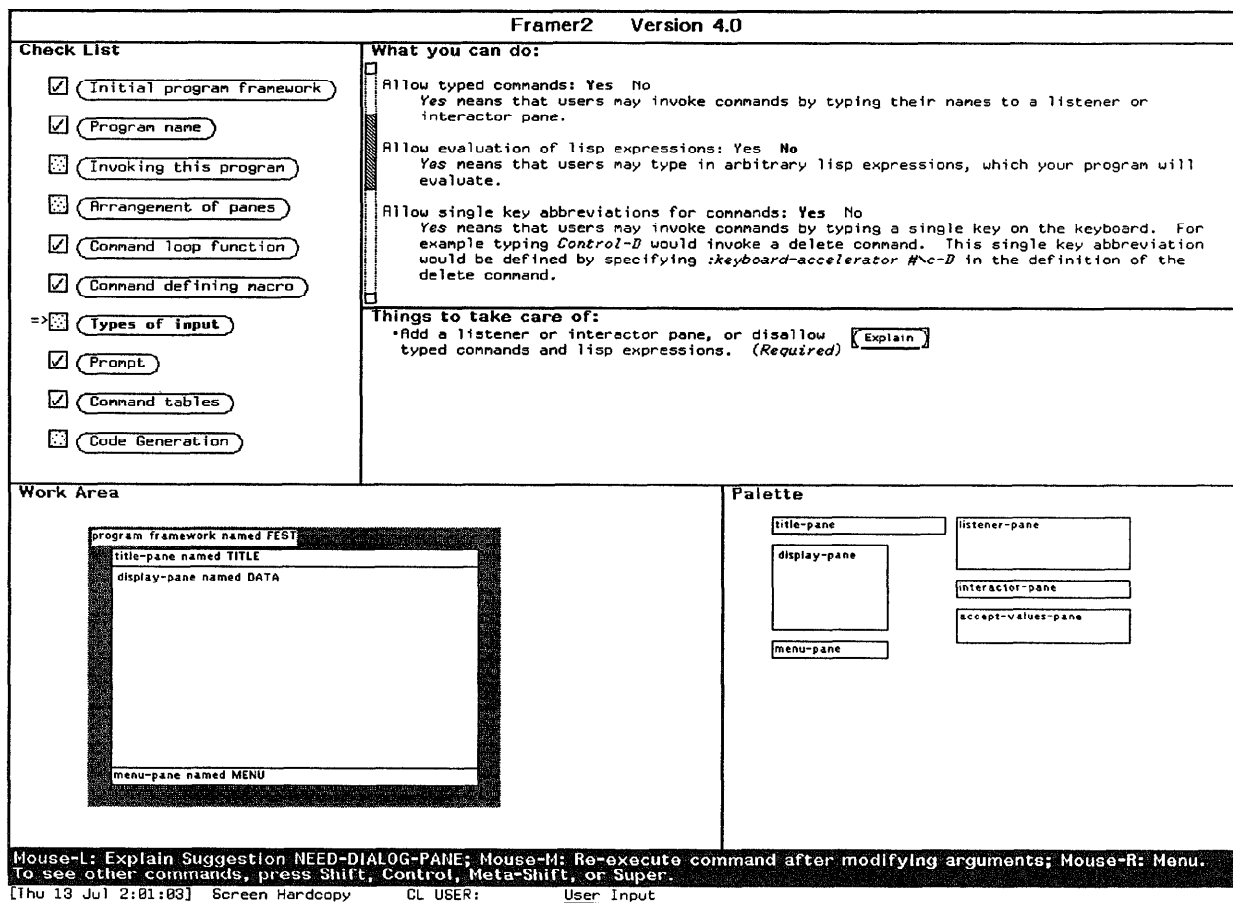 Framer2 Version 4.0
Check List
Initial program framework
Program name
Invoking this program
Arrangement of panes
Command loop function
Command defining macro
=> Types of input
Prompt
Command tables
Code Generation
What you can do:
Allow typed commands: Yes No
Yes means that users may invoke commands by typing their names to a listener or
interactor pane.
Allow evaluation of lisp expressions: Yes No
Yes means that users may type in arbitrary lisp expressions, which your program will
evaluate.
Allow single key abbreviations for commands: Yes No
Yes means that users may invoke commands by typing a single key on the keyboard. For
example typing Control-D would invoke a delete command. This single key abbreviation
would be defined by specifying :keyboard-accelerator #\c-D in the definition of the
delete command.
Things to take care of:
•Add a listener or interactor pane, or disallow
typed commands and lisp expressions. (Required)
Explain
Work Area
program framework named FEST
title-pane named TITLE
display-pane named DATA
menu-pane named MENU
Palette
title-pane
listener-pane
display-pane
interactor-pane
accept-values-pane
menu-pane
Mouse-L: Explain Suggestion NEED-DIALOG-PANE; Mouse-M: Re-execute command after modifying arguments; Mouse-R: Menu.
To see other commands, press Shift, Control, Meta-Shift, or Super.
[Thu 13 Jul 2:01:03] Screen Hardcopy CL USER: User Input